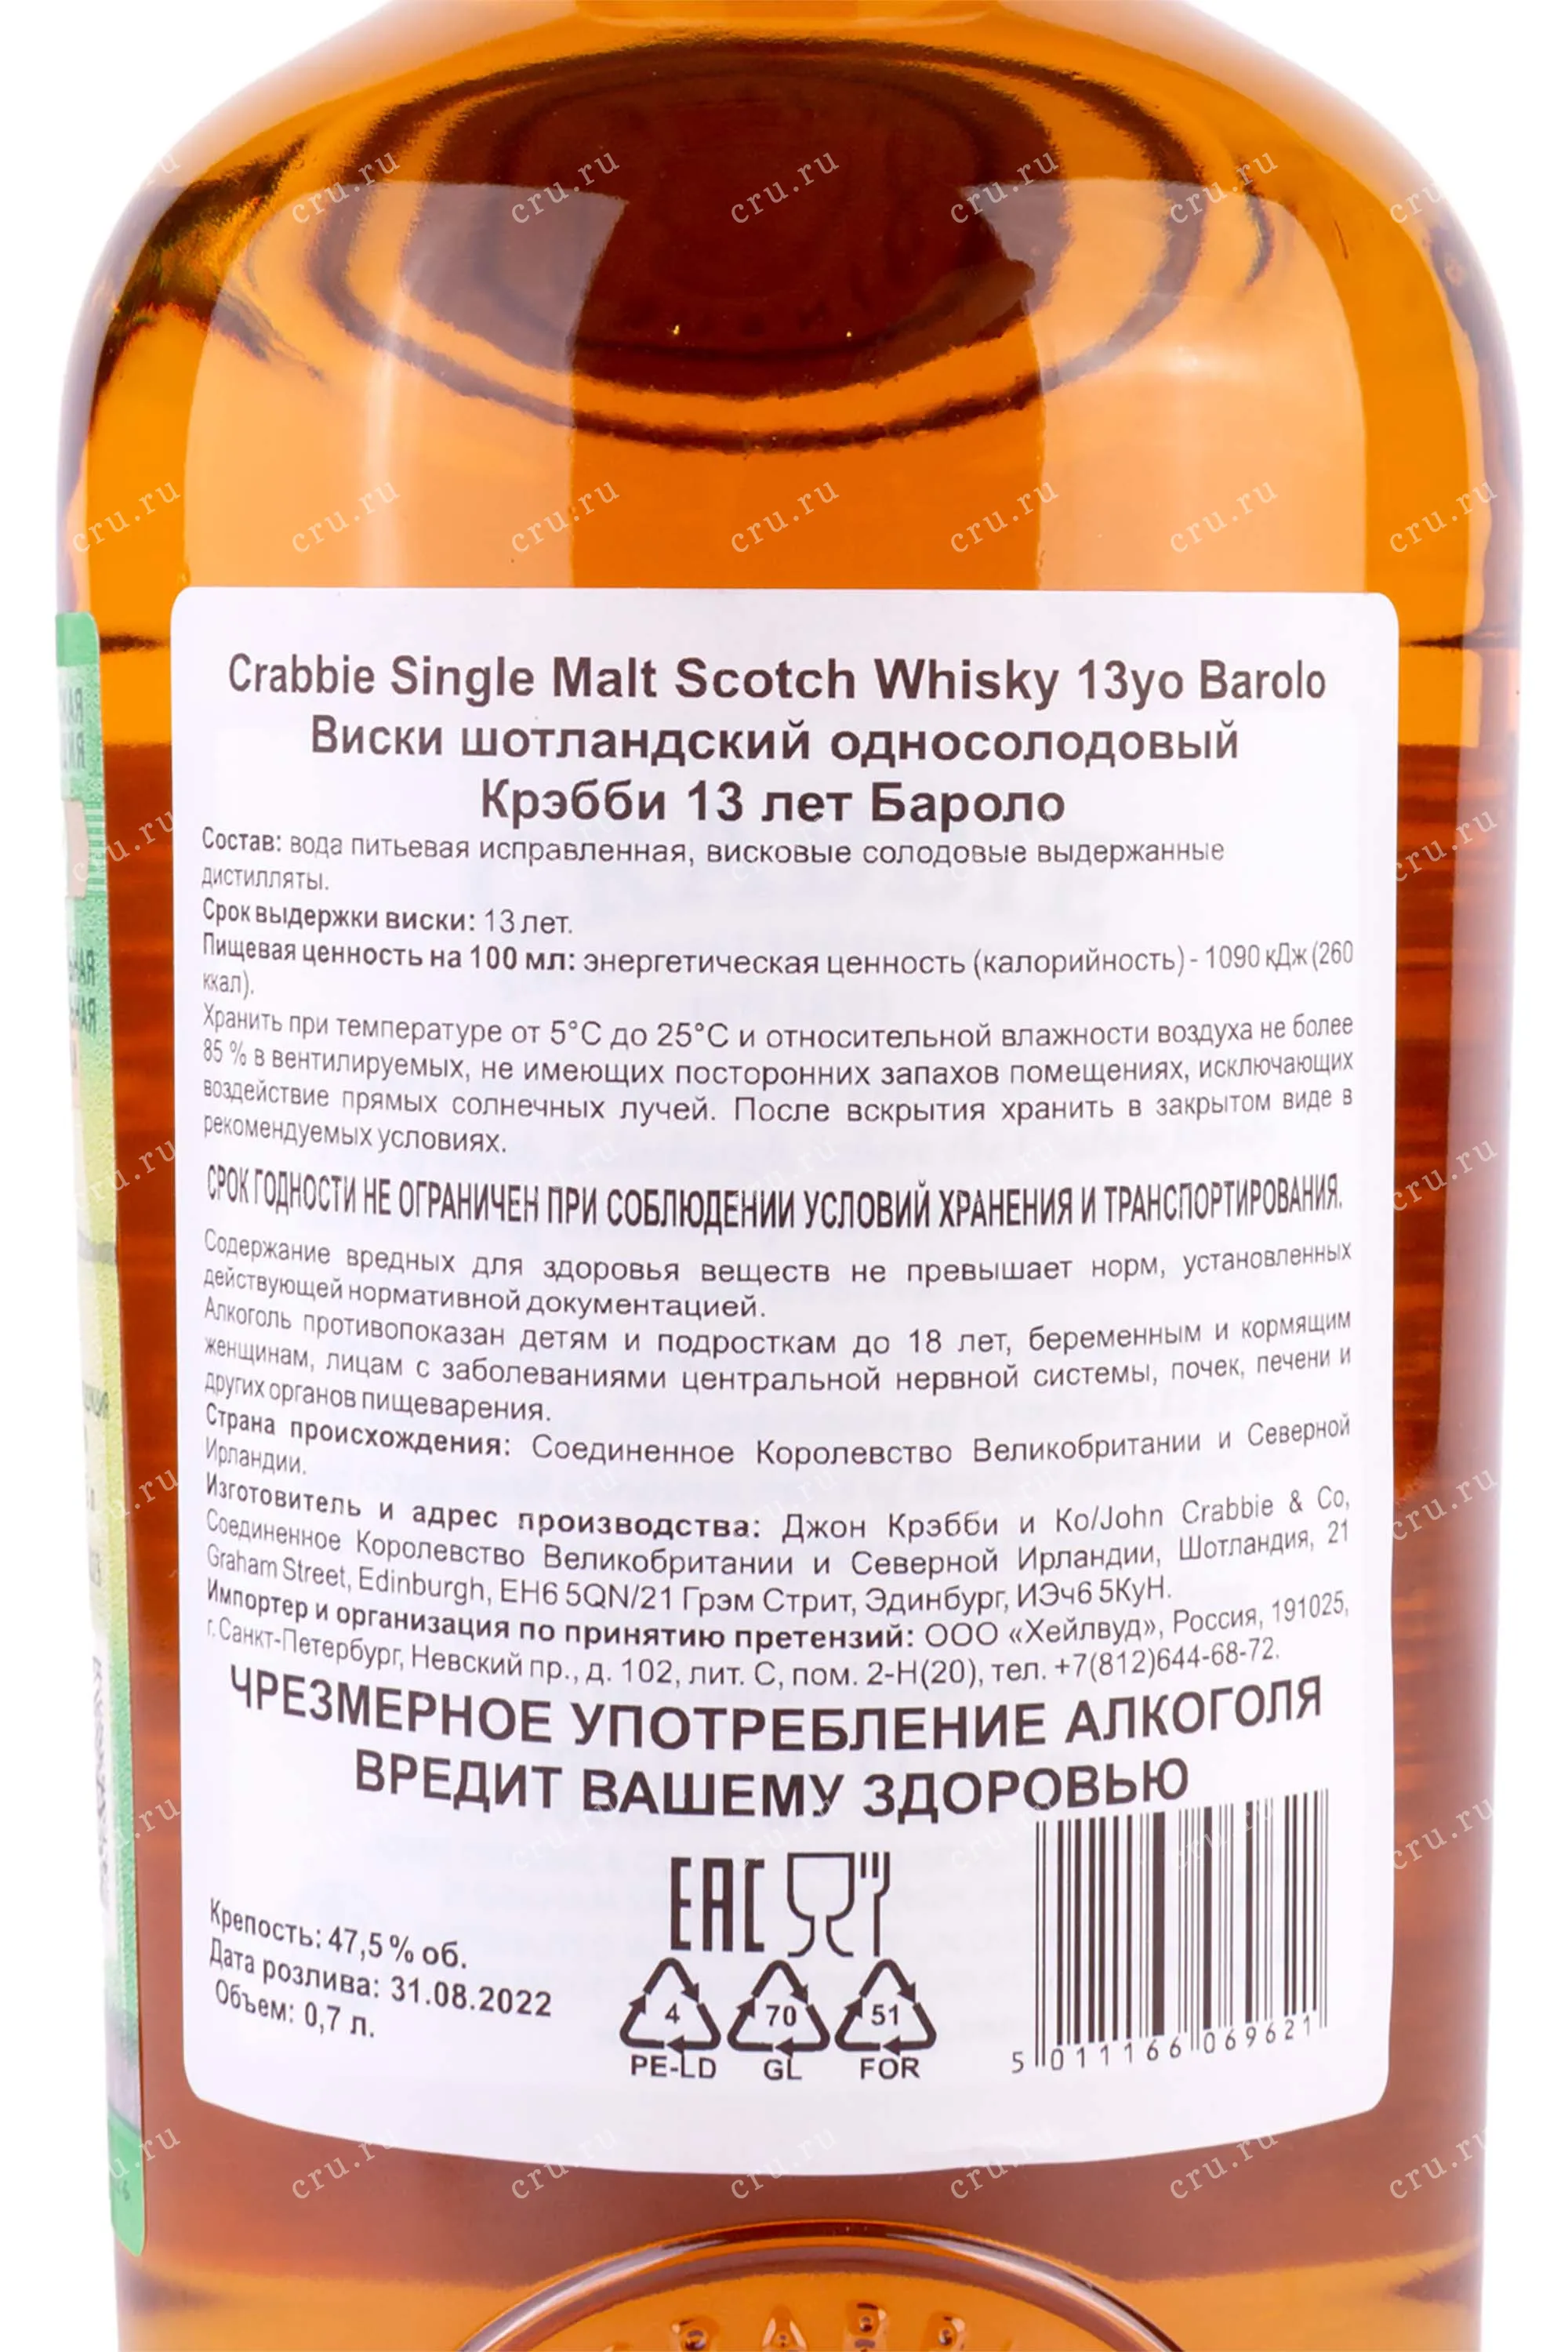 Crabbie Single Malt Scotch Whisky 13yo Barolo
Виски шотландский односолодовый
Крэбби 13 лет Бароло
Состав: вода питьевая исправленная, висковые солодовые выдержанные
дистилляты.
Срок выдержки виски: 13 лет.
Пищевая ценность на 100 мл: энергетическая ценность (калорийность) - 1090 кДж (260
ккал).
Хранить при температуре от 5°С до 25°С и относительной влажности воздуха не более
85 % в вентилируемых, не имеющих посторонних запахов помещениях, исключающих
воздействие прямых солнечных лучей. После вскрытия хранить в закрытом виде в
рекомендуемых условиях.
СРОК ГОДНОСТИ НЕ ОГРАНИЧЕН ПРИ СОБЛЮДЕНИИ УСЛОВИЙ ХРАНЕНИЯ И ТРАНСПОРТИРОВАНИЯ.
Содержание вредных для здоровья веществ не превышает норм, установленных
действующей нормативной документацией.
Алкоголь противопоказан детям и подросткам до 18 лет, беременным и кормящим
женщинам, лицам с заболеваниями центральной нервной системы, почек, печени и
других органов пищеварения.
Страна происхождения: Соединенное Королевство Великобритании и Северной
Ирландии.
Изготовитель и адрес производства: Джон Крэбби и Ко/John Crabbie & Co,
Соединенное Королевство Великобритании и Северной Ирландии, Шотландия, 21
Graham Street, Edinburgh, EH6 5QN/21 Грэм Стрит, Эдинбург, ИЭч6 5КуН.
Импортер и организация по принятию претензий: ООО «Хейлвуд», Россия, 191025,
г. Санкт-Петербург, Невский пр., д. 102, лит. С, пом. 2-Н(20), тел. +7(812)644-68-72.
ЧРЕЗМЕРНОЕ УПОТРЕБЛЕНИЕ АЛКОГОЛЯ
ВРЕДИТ ВАШЕМУ ЗДОРОВЬЮ
EAC
Крепость: 47,5 % об.
Дата розлива: 31.08.2022
Объем: 0,7 л.
4 70 51
PE-LD GL FOR
5 011166 069621
cru.ru